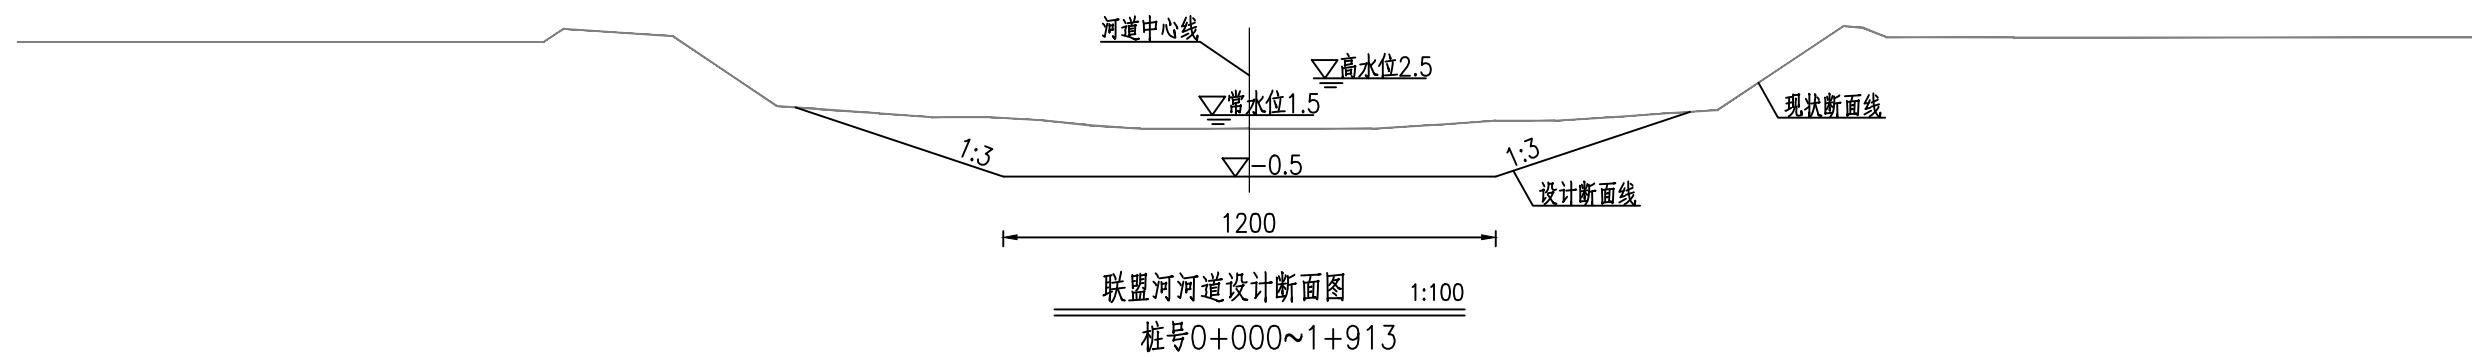 河道中心线
高水位2.5
常水位1.5
现状断面线
1:3
-0.5
1:3
设计断面线
1200
联盟河河道设计断面图 1:100
桩号0+000~1+913